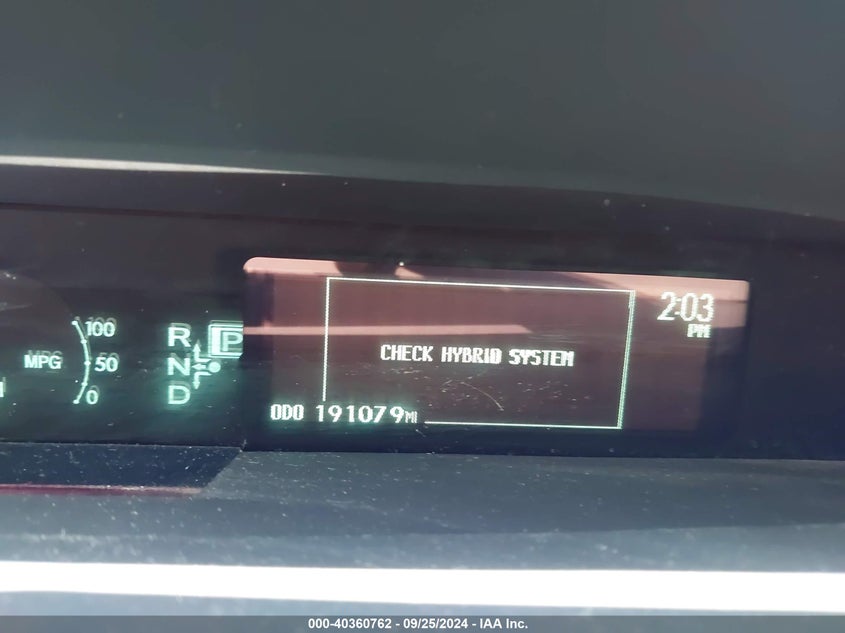 2:03
PM
100
MPG
50
0
R
P
N
D
CHECK HYBRID SYSTEM
ODO 191079MI
000-40360762 - 09/25/2024 - IAA Inc.